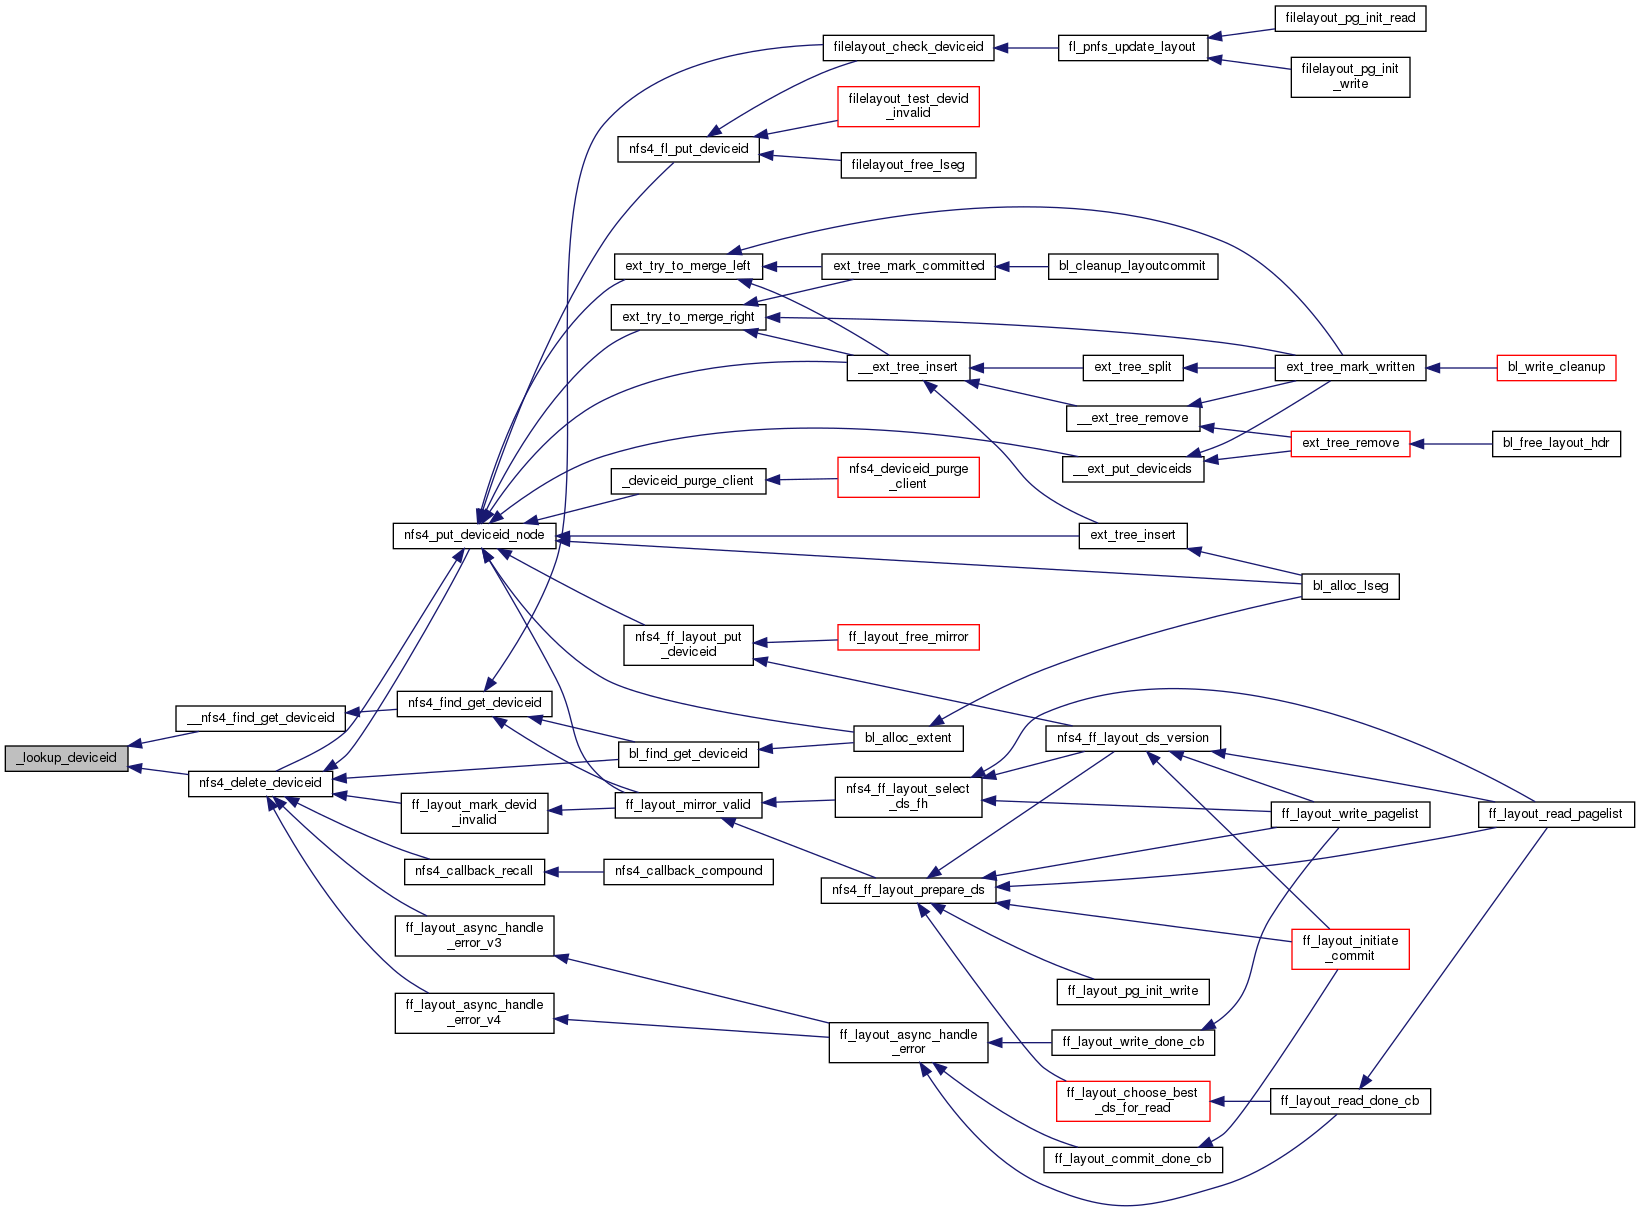 filelayout_pg_init_read
filelayout_check_deviceid
fl_pnfs_update_layout
filelayout_pg_init
_write
filelayout_test_devid
_invalid
nfs4_fl_put_deviceid
filelayout_free_lseg
ext_try_to_merge_left
ext_tree_mark_committed
bl_cleanup_layoutcommit
ext_try_to_merge_right
__ext_tree_insert
ext_tree_split
ext_tree_mark_written
bl_write_cleanup
__ext_tree_remove
ext_tree_remove
bl_free_layout_hdr
__ext_put_deviceids
_deviceid_purge_client
nfs4_deviceid_purge
_client
nfs4_put_deviceid_node
ext_tree_insert
bl_alloc_lseg
nfs4_ff_layout_put
_deviceid
ff_layout_free_mirror
nfs4_find_get_deviceid
__nfs4_find_get_deviceid
_lookup_deviceid
bl_alloc_extent
nfs4_ff_layout_ds_version
bl_find_get_deviceid
nfs4_delete_deviceid
nfs4_ff_layout_select
_ds_fh
ff_layout_mark_devid
_invalid
ff_layout_mirror_valid
ff_layout_write_pagelist
ff_layout_read_pagelist
nfs4_callback_recall
nfs4_callback_compound
nfs4_ff_layout_prepare_ds
ff_layout_async_handle
_error_v3
ff_layout_initiate
_commit
ff_layout_pg_init_write
ff_layout_async_handle
_error_v4
ff_layout_async_handle
_error
ff_layout_write_done_cb
ff_layout_choose_best
_ds_for_read
ff_layout_read_done_cb
ff_layout_commit_done_cb